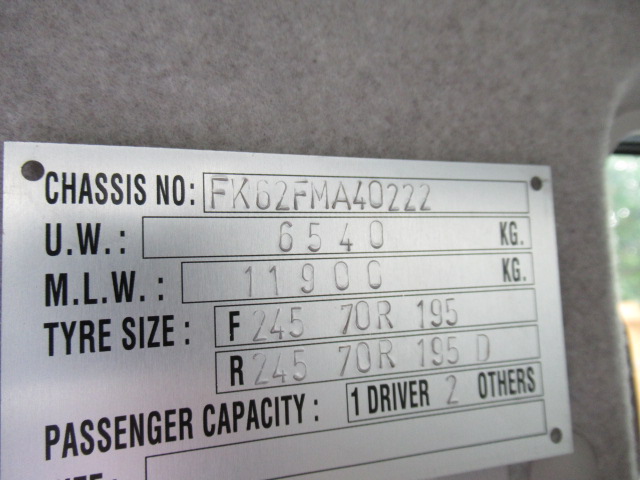 CHASSIS NO: FK62FMA40222
U.W.: 6540 KG.
M.L.W.: 11900 KG.
TYRE SIZE: F 245 70R 195
R 245 70R 195 D
PASSENGER CAPACITY: 1 DRIVER 2 OTHERS